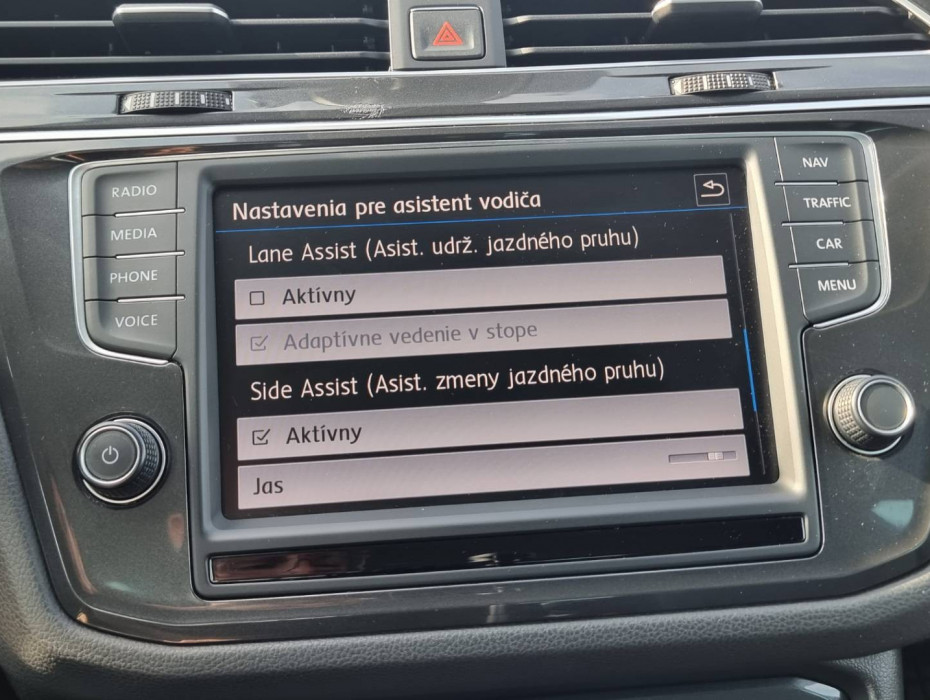 RADIO
MEDIA
PHONE
VOICE
Nastavenia pre asistent vodiča
Lane Assist (Asist. udrž. jazdného pruhu)
Aktívny
Adaptívne vedenie v stope
Side Assist (Asist. zmeny jazdného pruhu)
Aktívny
Jas
NAV
TRAFFIC
CAR
MENU